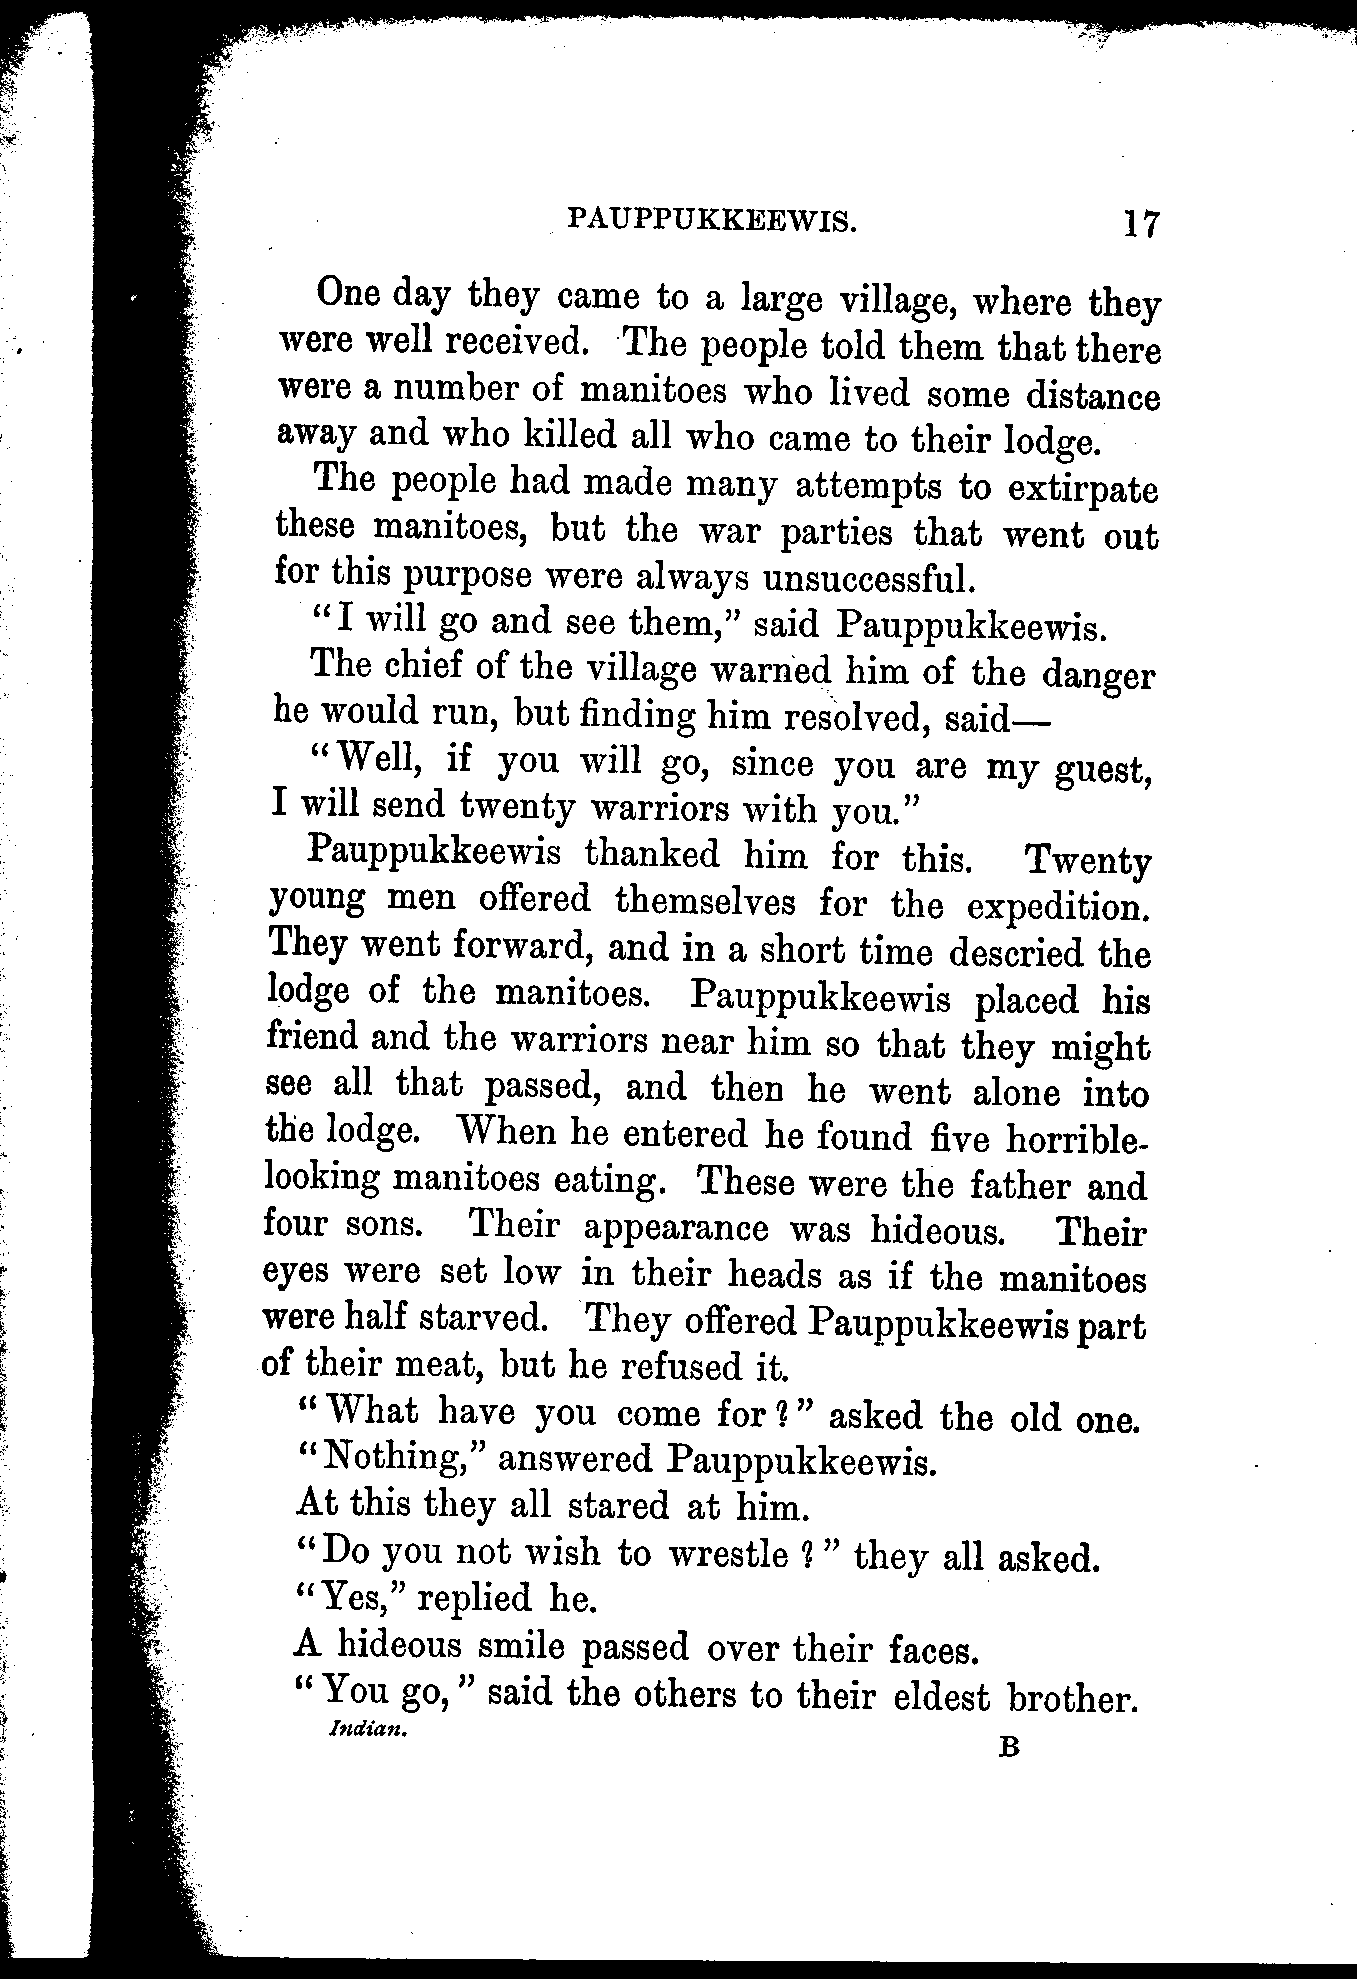 PAUPPUKKEEWIS. 17
One day they came to a large village, where they
were well received. The people told them that there
were a number of manitoes who lived some distance
away and who killed all who came to their lodge.
The people had made many attempts to extirpate
these manitoes, but the war parties that went out
for this purpose were always unsuccessful.
“I will go and see them,” said Pauppukkeewis.
The chief of the village warned him of the danger
he would run, but finding him resolved, said—
“Well, if you will go, since you are my guest,
I will send twenty warriors with you.”
Pauppukkeewis thanked him for this. Twenty
young men offered themselves for the expedition.
They went forward, and in a short time descried the
lodge of the manitoes. Pauppukkeewis placed his
friend and the warriors near him so that they might
see all that passed, and then he went alone into
the lodge. When he entered he found five horrible-
looking manitoes eating. These were the father and
four sons. Their appearance was hideous. Their
eyes were set low in their heads as if the manitoes
were half starved. They offered Pauppukkeewis part
of their meat, but he refused it.
“What have you come for?” asked the old one.
“Nothing,” answered Pauppukkeewis.
At this they all stared at him.
“Do you not wish to wrestle?” they all asked.
“Yes,” replied he.
A hideous smile passed over their faces.
“You go,” said the others to their eldest brother.
Indian.
B